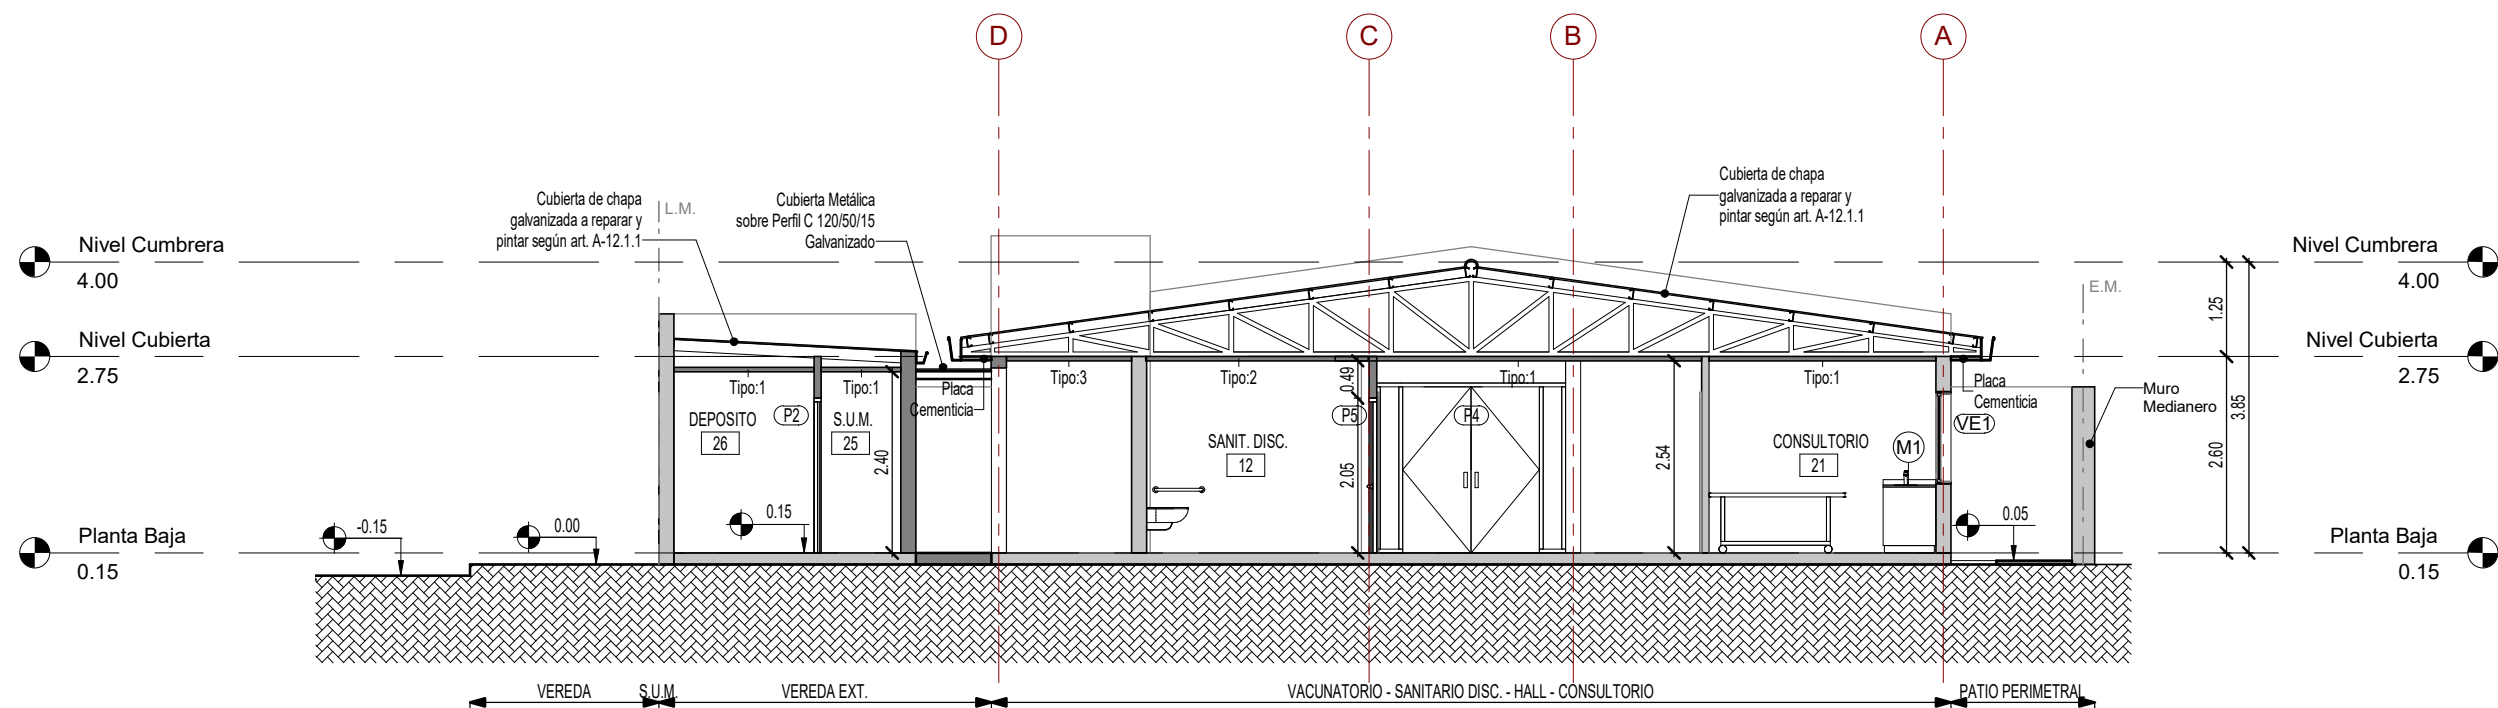 D
C
B
A
Cubierta de chapa
galvanizada a reparar y
pintar según art. A-12.1.1
L.M.
Cubierta Metálica
sobre Perfil C 120/50/15
Galvanizado
Cubierta de chapa
galvanizada a reparar y
pintar según art. A-12.1.1
Nivel Cumbrera
4.00
Nivel Cumbrera
4.00
E.M.
1.25
Nivel Cubierta
2.75
Nivel Cubierta
2.75
Tipo:1
Tipo:1
Placa
Cementicia
Tipo:3
Tipo:2
0.49
Tipo:1
Tipo:1
Placa
Cementicia
Muro
Medianero
3.85
DEPOSITO
26
P2
S.U.M.
25
2.40
SANIT. DISC.
12
P5
2.05
P4
2.54
CONSULTORIO
21
M1
VE1
2.60
-0.15
0.00
0.15
0.05
Planta Baja
0.15
Planta Baja
0.15
VEREDA
S.U.M.
VEREDA EXT.
VACUNATORIO - SANITARIO DISC. - HALL - CONSULTORIO
PATIO PERIMETRAL